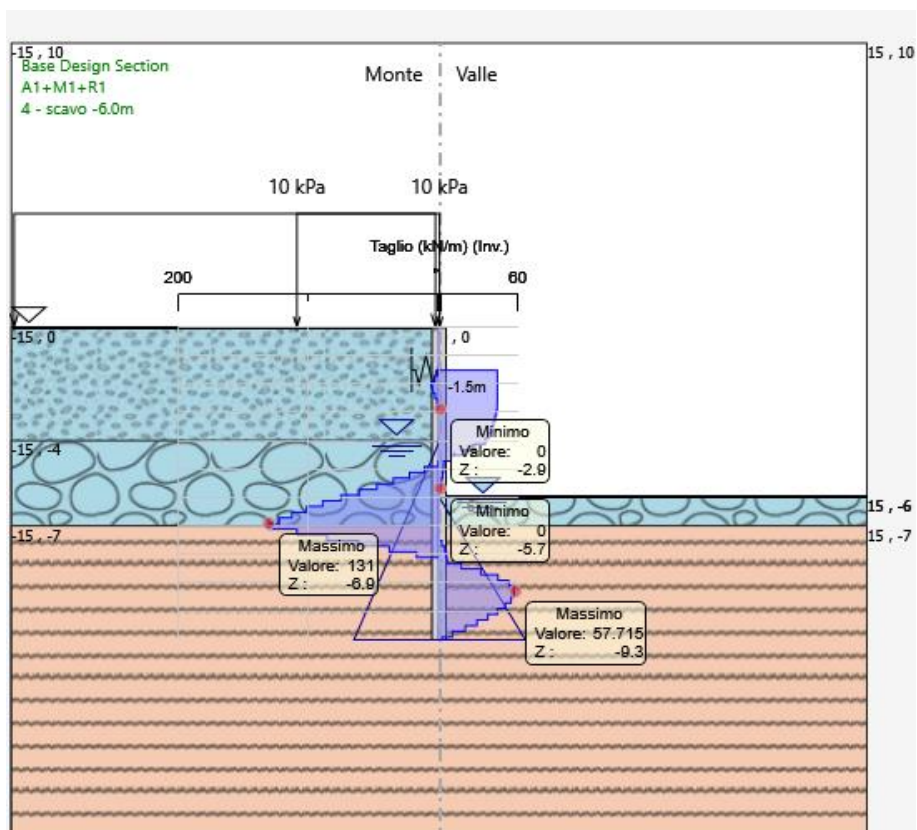 -15 , 10
15 , 10
Base Design Section
A1+M1+R1
4 - scavo -6.0m
Monte
Valle
10 kPa
10 kPa
Taglio (kN/m) (Inv.)
200
60
-15 , 0
, 0
-1.5m
Minimo
Valore: 0
Z : -2.9
-15 , -4
Minimo
Valore: 0
Z : -5.7
15 , -6
-15 , -7
15 , -7
Massimo
Valore: 131
Z : -6.9
Massimo
Valore: 57.715
Z : -9.3